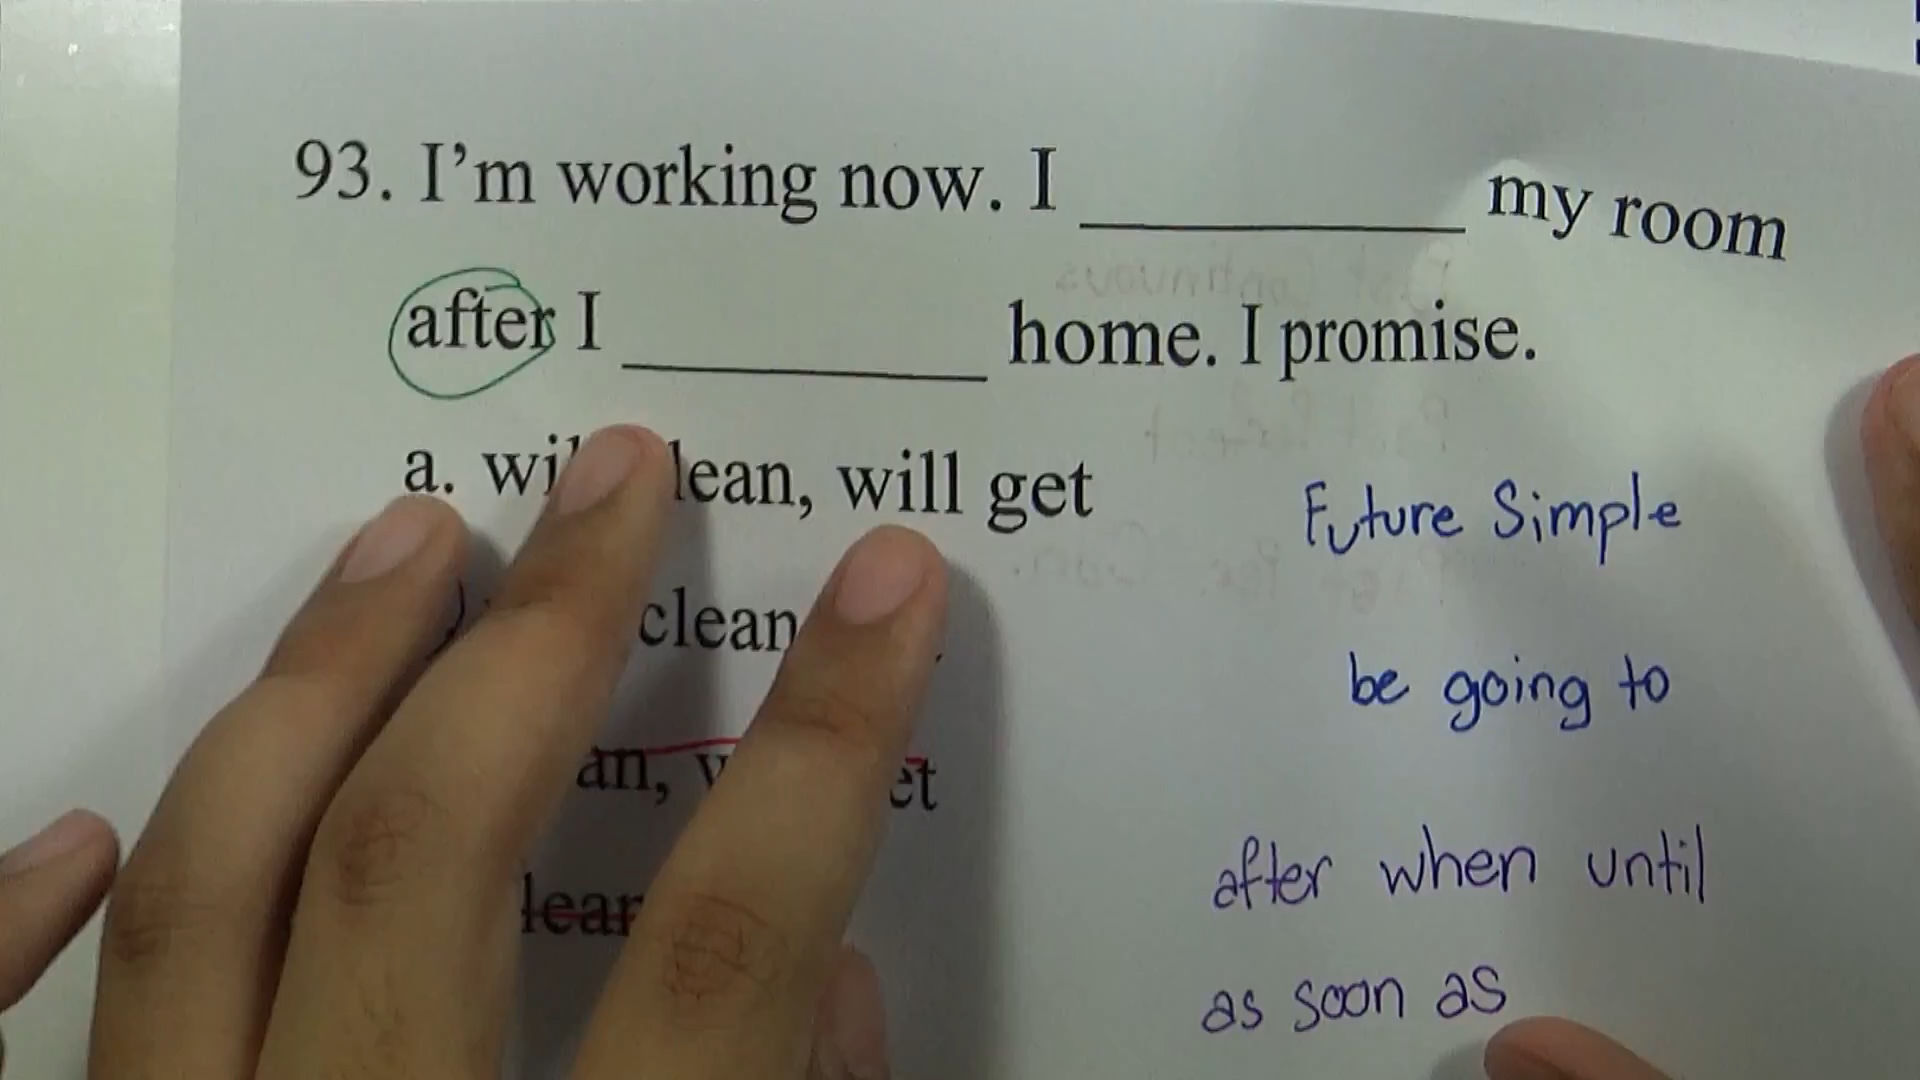 93. I'm working now. I __________ my room
after I __________ home. I promise.
a. lean, will get
clean
an, et
lear
Future Simple
be going to
after when until
as soon as